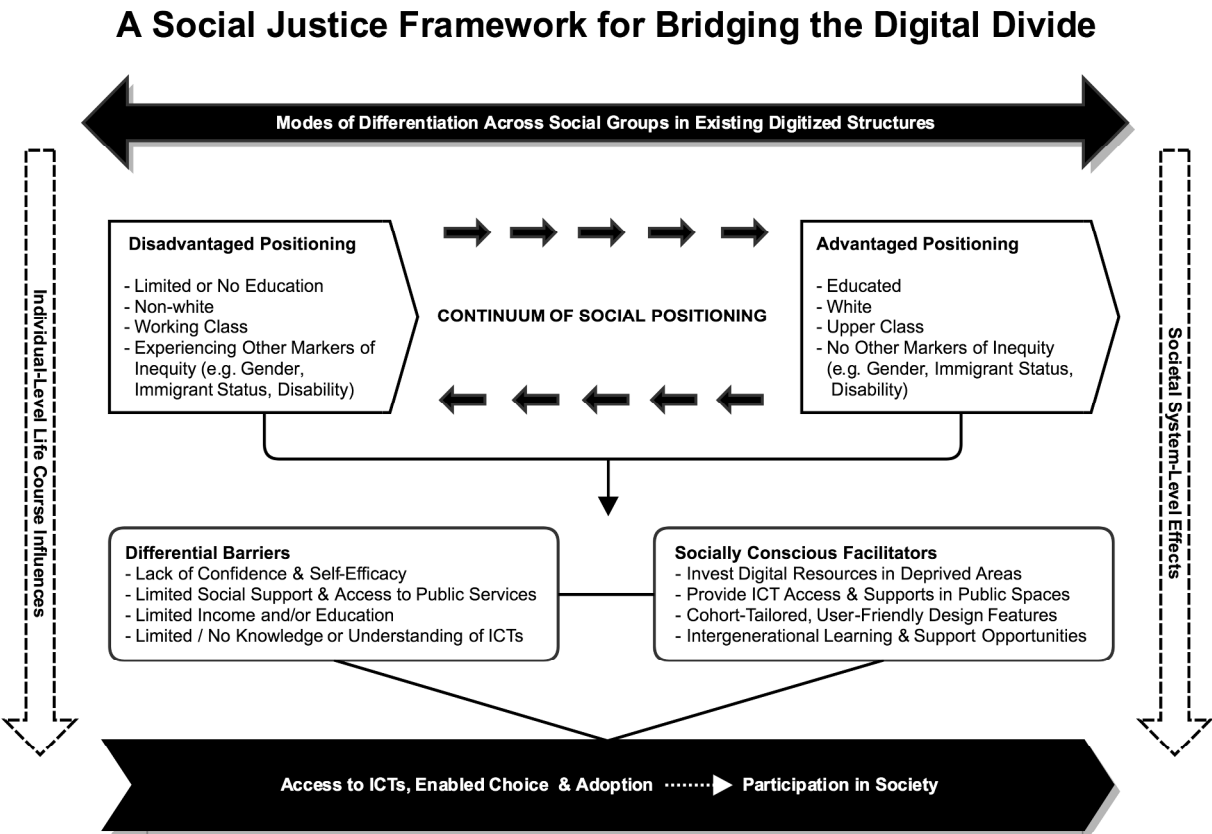 A Social Justice Framework for Bridging the Digital Divide
Modes of Differentiation Across Social Groups in Existing Digitized Structures
Individual-Level Life Course Influences
Disadvantaged Positioning
- Limited or No Education
- Non-white
- Working Class
- Experiencing Other Markers of
Inequity (e.g. Gender,
Immigrant Status, Disability)
CONTINUUM OF SOCIAL POSITIONING
Advantaged Positioning
- Educated
- White
- Upper Class
- No Other Markers of Inequity
(e.g. Gender, Immigrant Status,
Disability)
Societal System-Level Effects
Differential Barriers
- Lack of Confidence & Self-Efficacy
- Limited Social Support & Access to Public Services
- Limited Income and/or Education
- Limited / No Knowledge or Understanding of ICTs
Socially Conscious Facilitators
- Invest Digital Resources in Deprived Areas
- Provide ICT Access & Supports in Public Spaces
- Cohort-Tailored, User-Friendly Design Features
- Intergenerational Learning & Support Opportunities
Access to ICTs, Enabled Choice & Adoption
Participation in Society